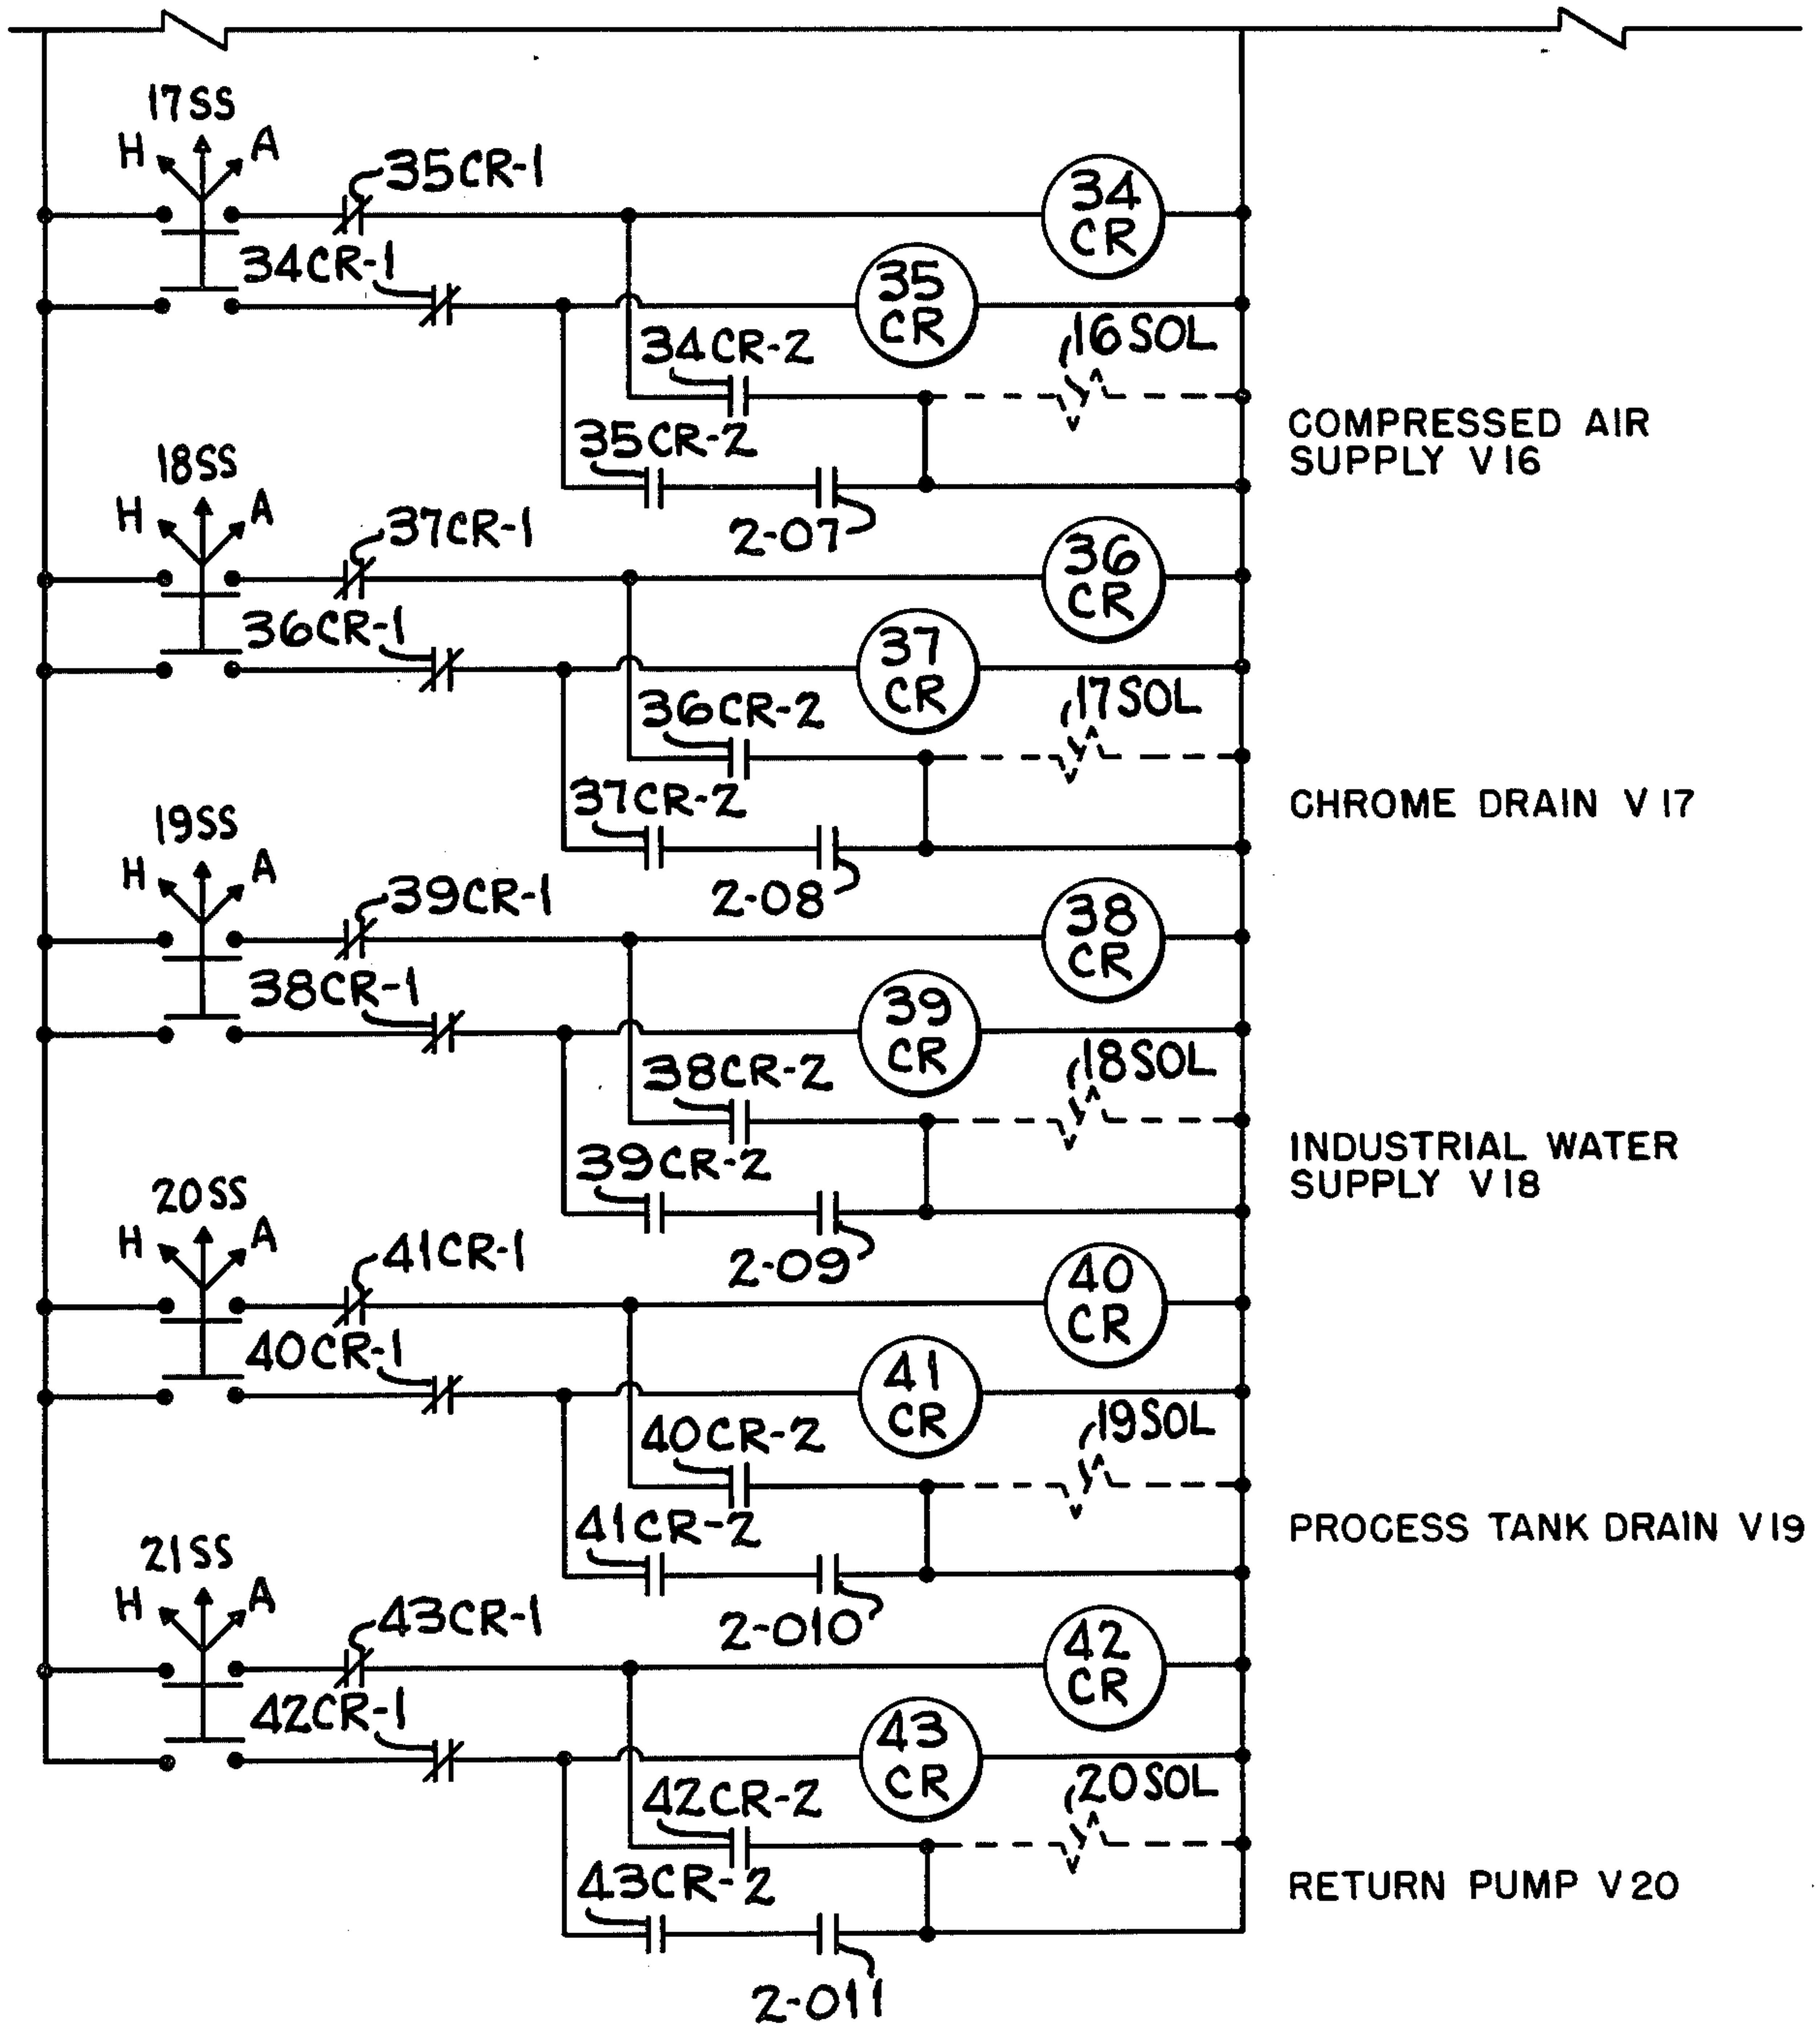 17SS
H A
35CR-1
34
CR
34CR-1
35
CR
34CR-2
16SOL
35CR-2
COMPRESSED AIR
SUPPLY V16
2-07
18SS
H A
37CR-1
36
CR
36CR-1
37
CR
36CR-2
17SOL
37CR-2
CHROME DRAIN V17
2-08
19SS
H A
39CR-1
38
CR
38CR-1
39
CR
38CR-2
18SOL
39CR-2
INDUSTRIAL WATER
SUPPLY V18
2-09
20SS
H A
41CR-1
40
CR
40CR-1
41
CR
40CR-2
19SOL
41CR-2
PROCESS TANK DRAIN V19
2-010
21SS
H A
43CR-1
42
CR
42CR-1
43
CR
42CR-2
20SOL
43CR-2
RETURN PUMP V20
2-011